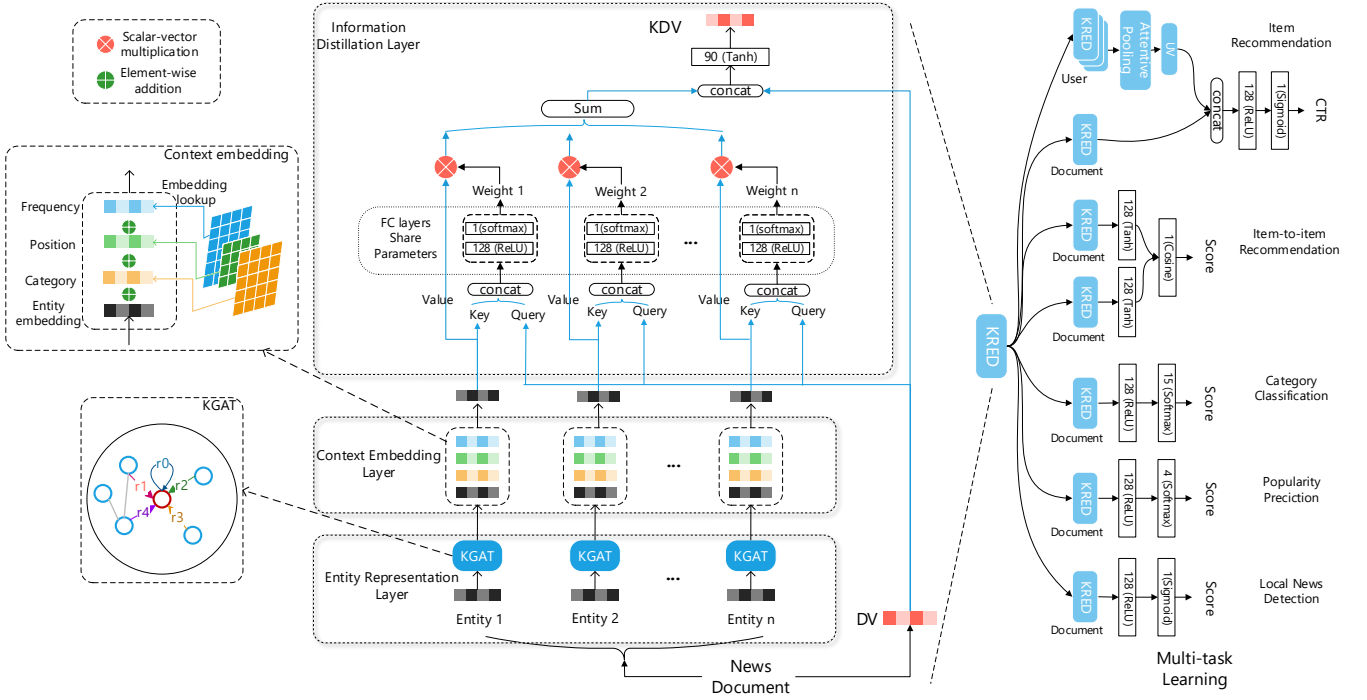 Scalar-vector
multiplication
Element-wise
addition
Context embedding
Embedding
lookup
Frequency
Position
Category
Entity
embedding
KGAT
r0
r1
r2
r3
r4
Information
Distillation Layer
KDV
90 (Tanh)
concat
Sum
Weight 1
Weight 2
Weight n
FC layers
Share
Parameters
1(softmax)
128 (ReLU)
1(softmax)
128 (ReLU)
...
1(softmax)
128 (ReLU)
concat
concat
concat
Value
Key
Query
Value
Key
Query
Value
Key
Query
Context Embedding
Layer
...
Entity Representation
Layer
KGAT
KGAT
...
KGAT
Entity 1
Entity 2
...
Entity n
DV
News
Document
KRED
KRED
User
Attentive
Pooling
UV
concat
128 (ReLU)
1(Sigmoid)
CTR
Item
Recommendation
KRED
Document
KRED
Document
128 (Tanh)
KRED
Document
128 (Tanh)
1(Cosine)
Score
Item-to-item
Recommendation
KRED
Document
128 (ReLU)
15 (Softmax)
Score
Category
Classification
KRED
Document
128 (ReLU)
4 (Softmax)
Score
Popularity
Preciction
KRED
Document
128 (ReLU)
1(Sigmoid)
Score
Local News
Detection
Multi-task
Learning